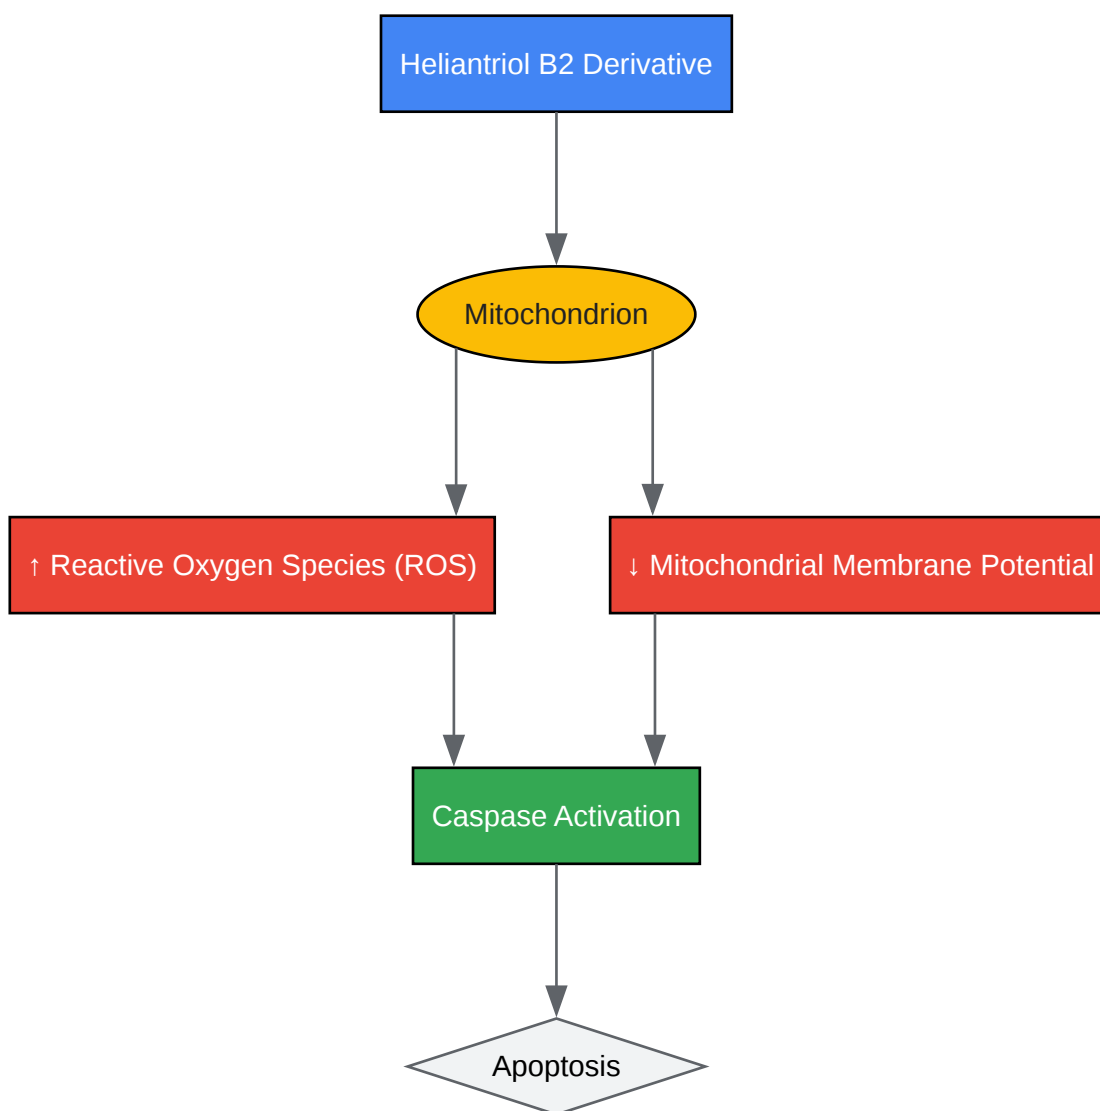 Heliantriol B2 Derivative
Mitochondrion
↑ Reactive Oxygen Species (ROS)
↓ Mitochondrial Membrane Potential
Caspase Activation
Apoptosis